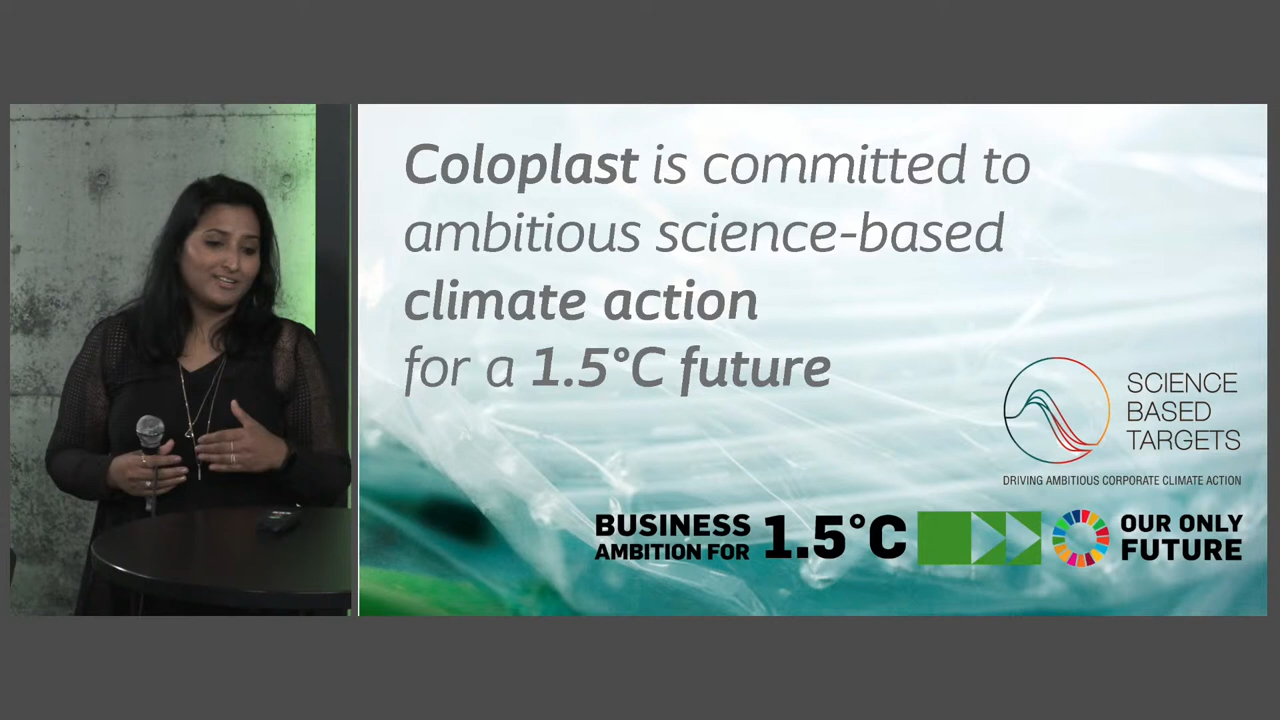 Coloplast is committed to
ambitious science-based
climate action
for a 1.5°C future
SCIENCE
BASED
TARGETS
DRIVING AMBITIOUS CORPORATE CLIMATE ACTION
BUSINESS
AMBITION FOR
1.5°C
OUR ONLY
FUTURE